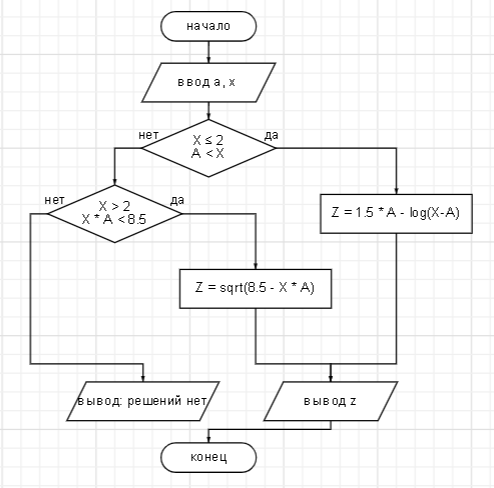 начало
ввод a, x
нет
да
X ≤ 2
A < X
нет
да
X > 2
X * A < 8.5
Z = 1.5 * A - log(X-A)
Z = sqrt(8.5 - X * A)
вывод: решений нет
вывод z
конец